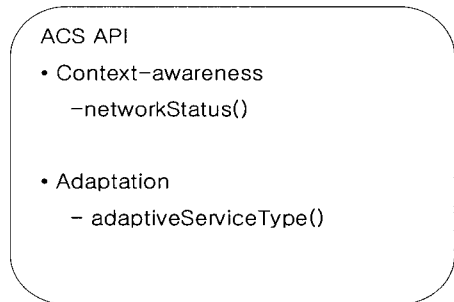 ACS API
• Context-awareness
-networkStatus()
• Adaptation
- adaptiveServiceType()